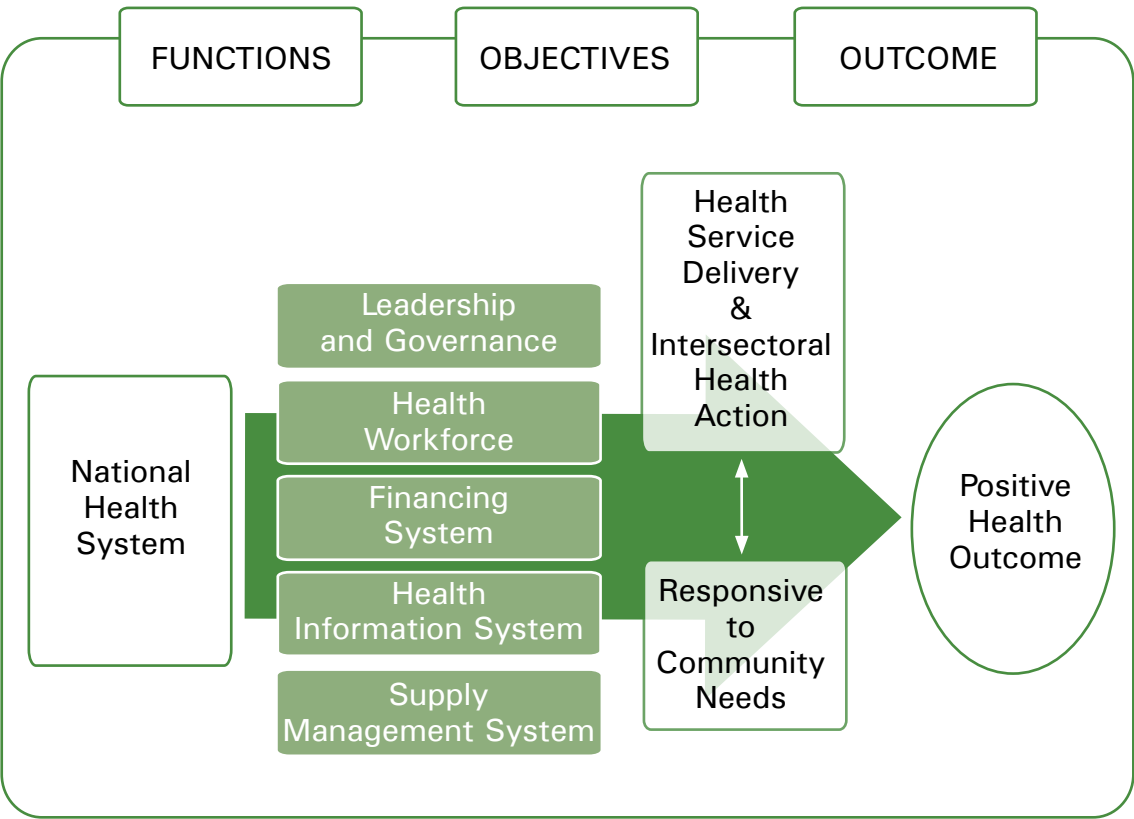 FUNCTIONS
OBJECTIVES
OUTCOME
National
Health
System
Leadership
and Governance
Health
Workforce
Financing
System
Health
Information System
Supply
Management System
Health
Service
Delivery
&
Intersectoral
Health
Action
Responsive
to
Community
Needs
Positive
Health
Outcome